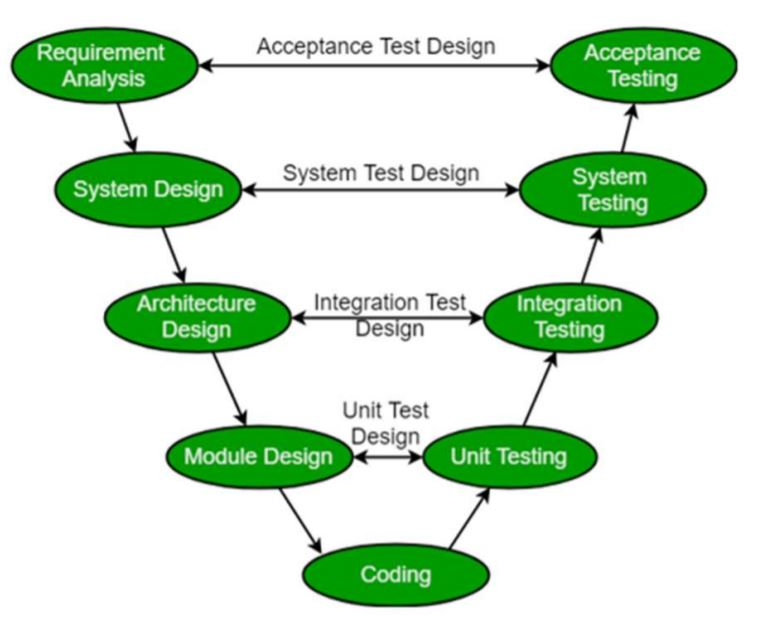 Requirement
Analysis
Acceptance Test Design
Acceptance
Testing
System Design
System Test Design
System
Testing
Architecture
Design
Integration Test
Design
Integration
Testing
Module Design
Unit Test
Design
Unit Testing
Coding